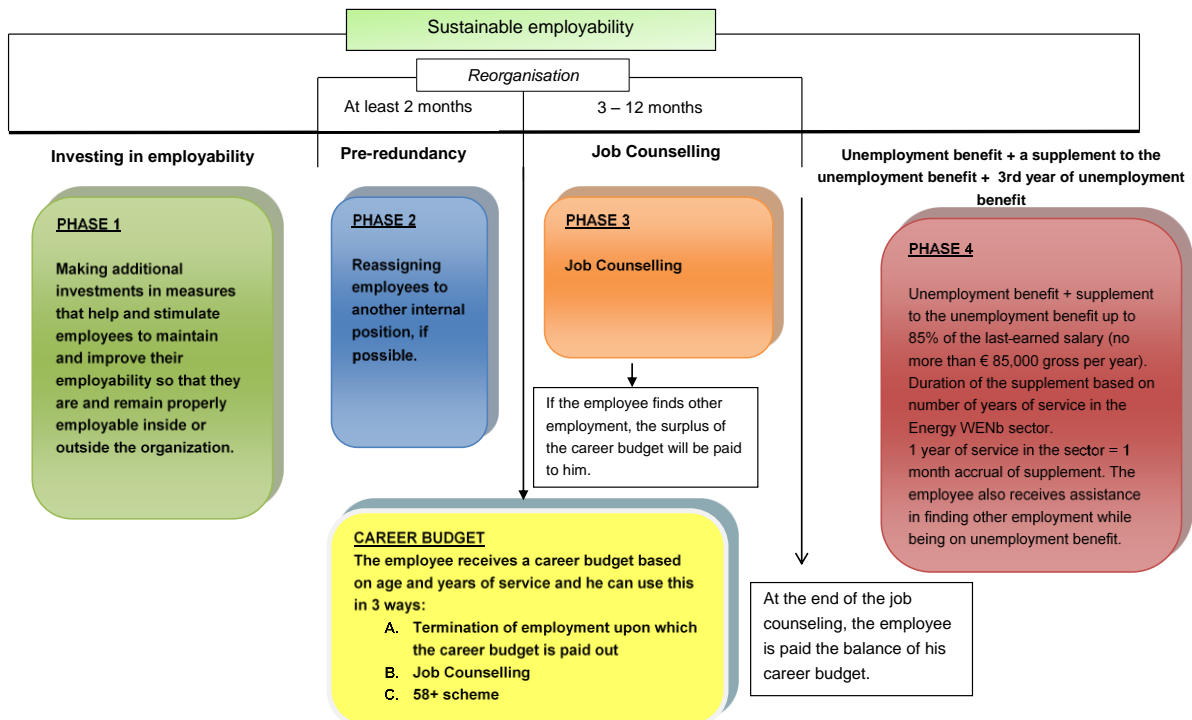 Sustainable employability
Reorganisation
At least 2 months
3 – 12 months
Investing in employability
Pre-redundancy
Job Counselling
Unemployment benefit + a supplement to the
unemployment benefit + 3rd year of unemployment
benefit
PHASE 1
Making additional
investments in measures
that help and stimulate
employees to maintain
and improve their
employability so that they
are and remain properly
employable inside or
outside the organization.
PHASE 2
Reassigning
employees to
another internal
position, if
possible.
PHASE 3
Job Counselling
If the employee finds other
employment, the surplus of
the career budget will be paid
to him.
PHASE 4
Unemployment benefit + supplement
to the unemployment benefit up to
85% of the last-earned salary (no
more than € 85,000 gross per year).
Duration of the supplement based on
number of years of service in the
Energy WENb sector.
1 year of service in the sector = 1
month accrual of supplement. The
employee also receives assistance
in finding other employment while
being on unemployment benefit.
CAREER BUDGET
The employee receives a career budget based
on age and years of service and he can use this
in 3 ways:
A. Termination of employment upon which
the career budget is paid out
B. Job Counselling
C. 58+ scheme
At the end of the job
counseling, the employee
is paid the balance of his
career budget.